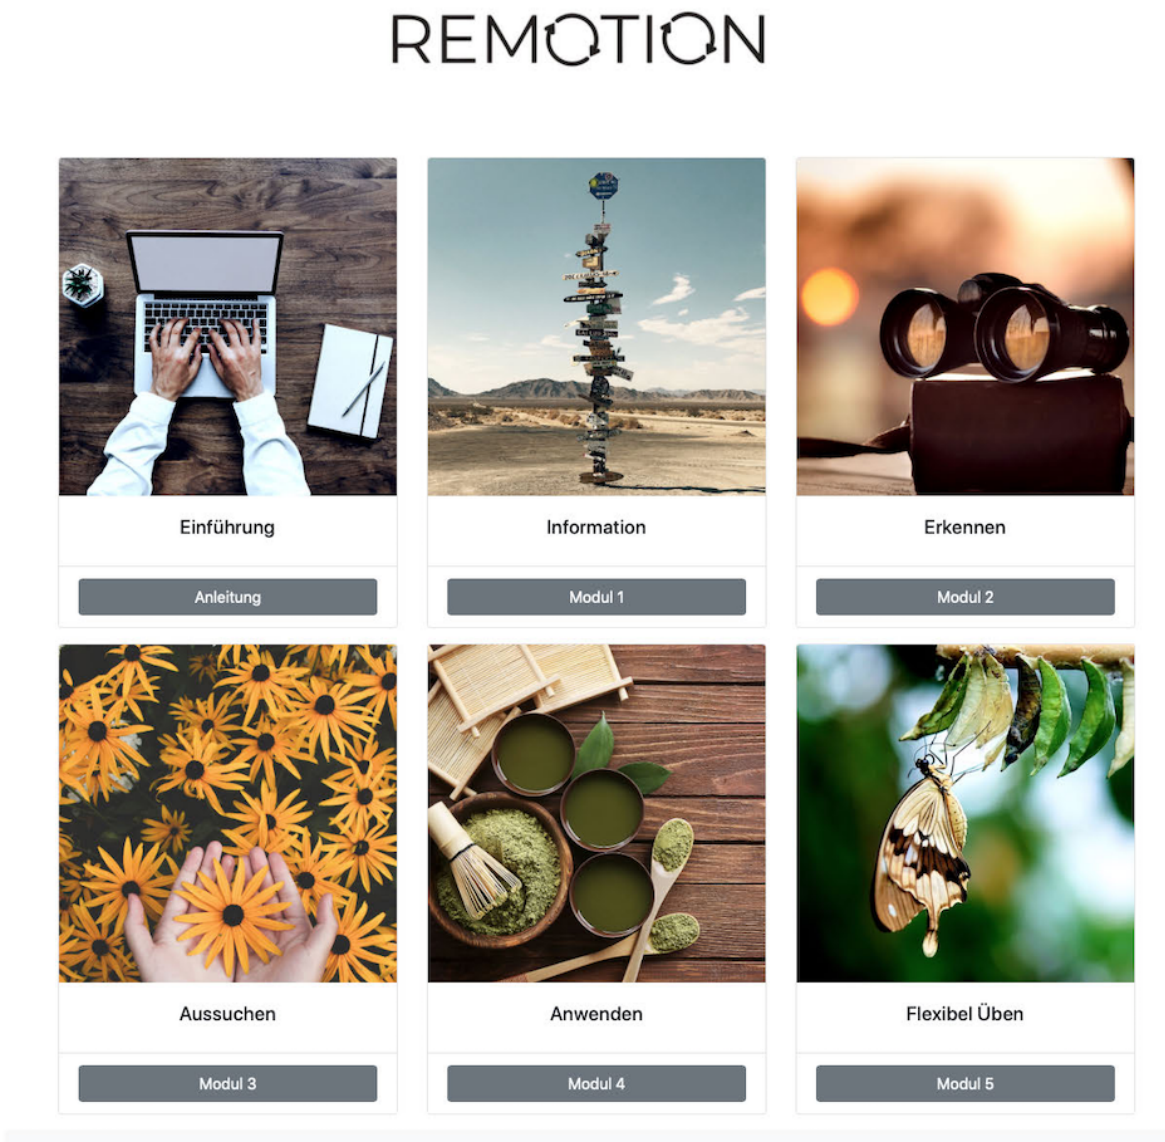 REMOTION
Einführung
Information
Erkennen
Anleitung
Modul 1
Modul 2
Aussuchen
Anwenden
Flexibel Üben
Modul 3
Modul 4
Modul 5